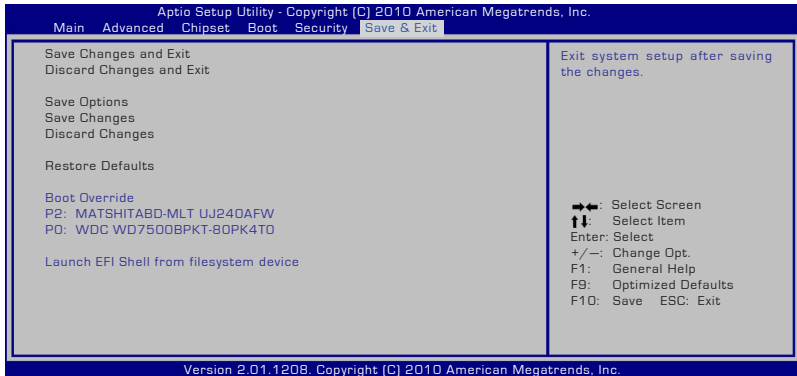 Aptio Setup Utility - Copyright (C) 2010 American Megatrends, Inc.
Main Advanced Chipset Boot Security Save & Exit
Save Changes and Exit
Discard Changes and Exit
Save Options
Save Changes
Discard Changes
Restore Defaults
Boot Override
P2: MATSHITABD-MLT UJ240AFW
P0: WDC WD7500BPKT-80PK4T0
Launch EFI Shell from filesystem device
Exit system setup after saving
the changes.
→←: Select Screen
↑↓: Select Item
Enter: Select
+/—: Change Opt.
F1: General Help
F9: Optimized Defaults
F10: Save ESC: Exit
Version 2.01.1208. Copyright (C) 2010 American Megatrends, Inc.